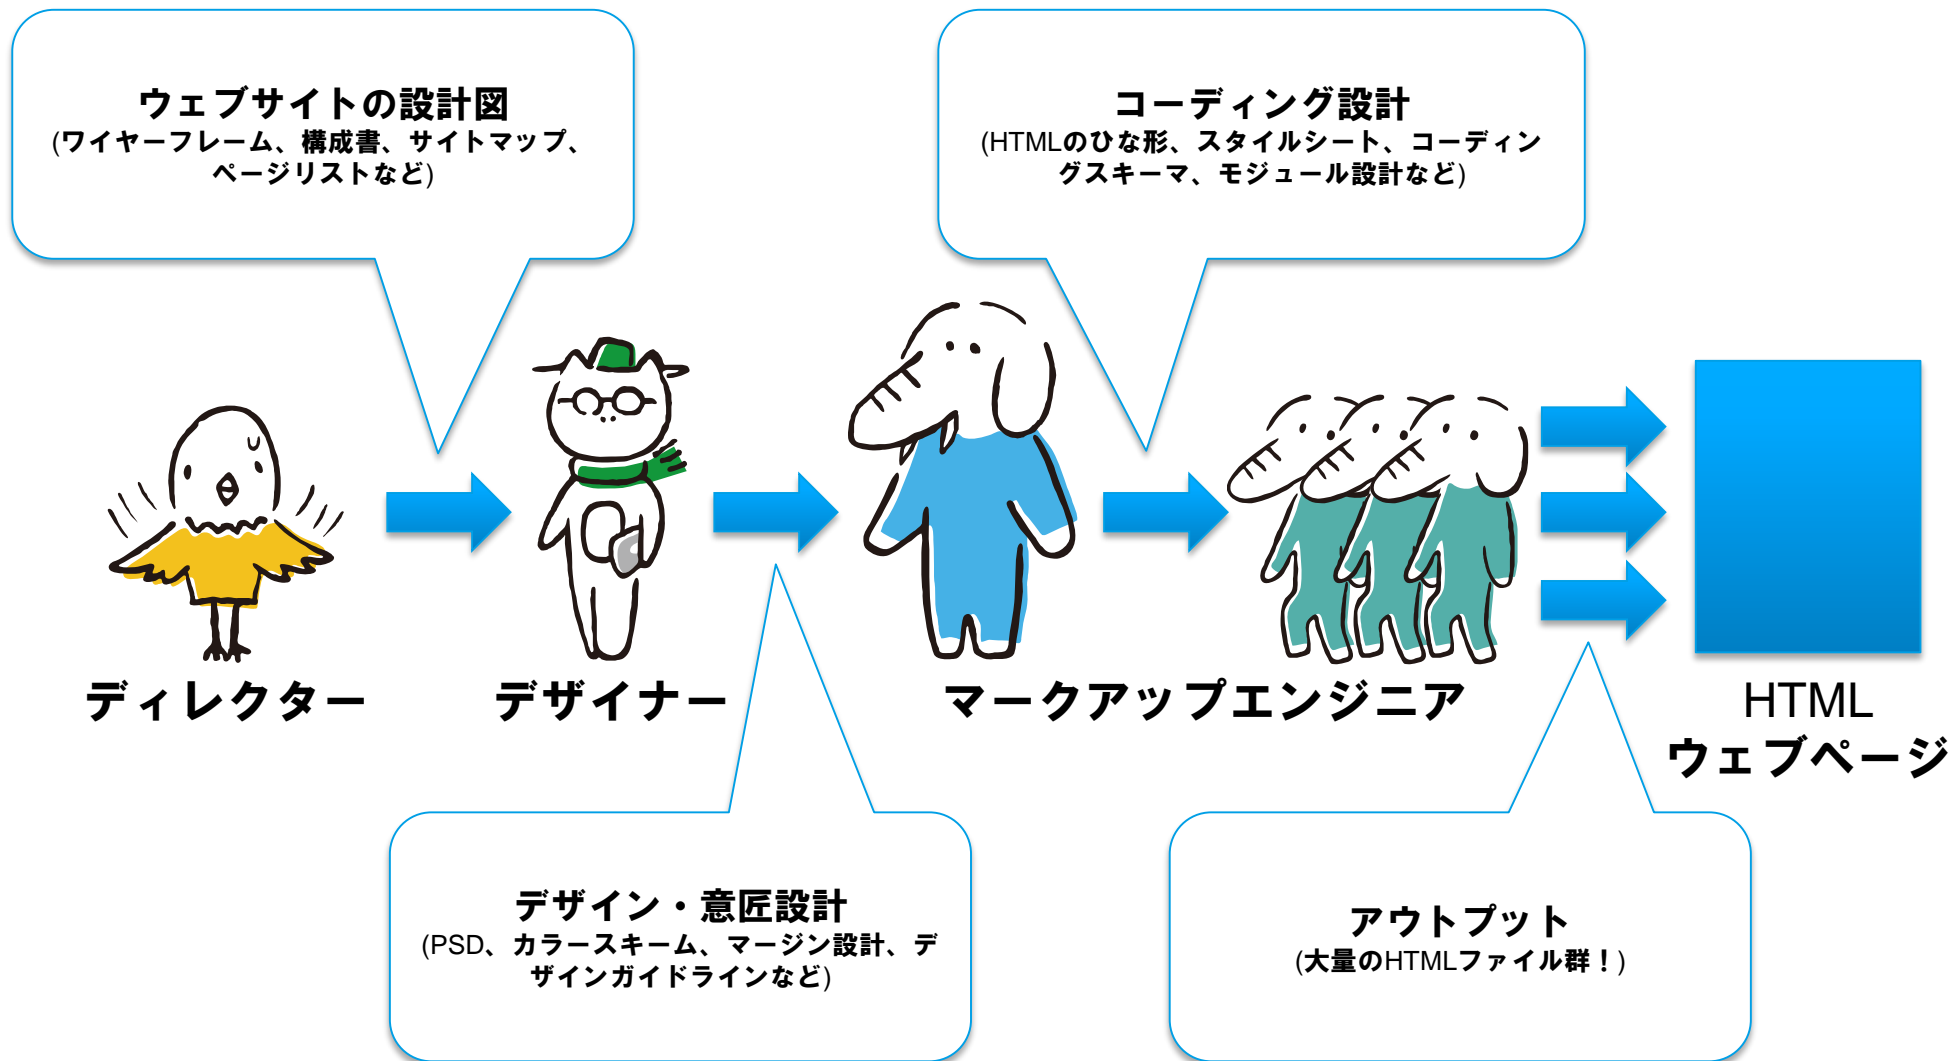 ウェブサイトの設計図
(ワイヤーフレーム、構成書、サイトマップ、
ページリストなど)
コーディング設計
(HTMLのひな形、スタイルシート、コーディン
グスキーマ、モジュール設計など)
ディレクター
デザイナー
マークアップエンジニア
HTML
ウェブページ
デザイン・意匠設計
(PSD、カラースキーム、マージン設計、デ
ザインガイドラインなど)
アウトプット
(大量のHTMLファイル群！)